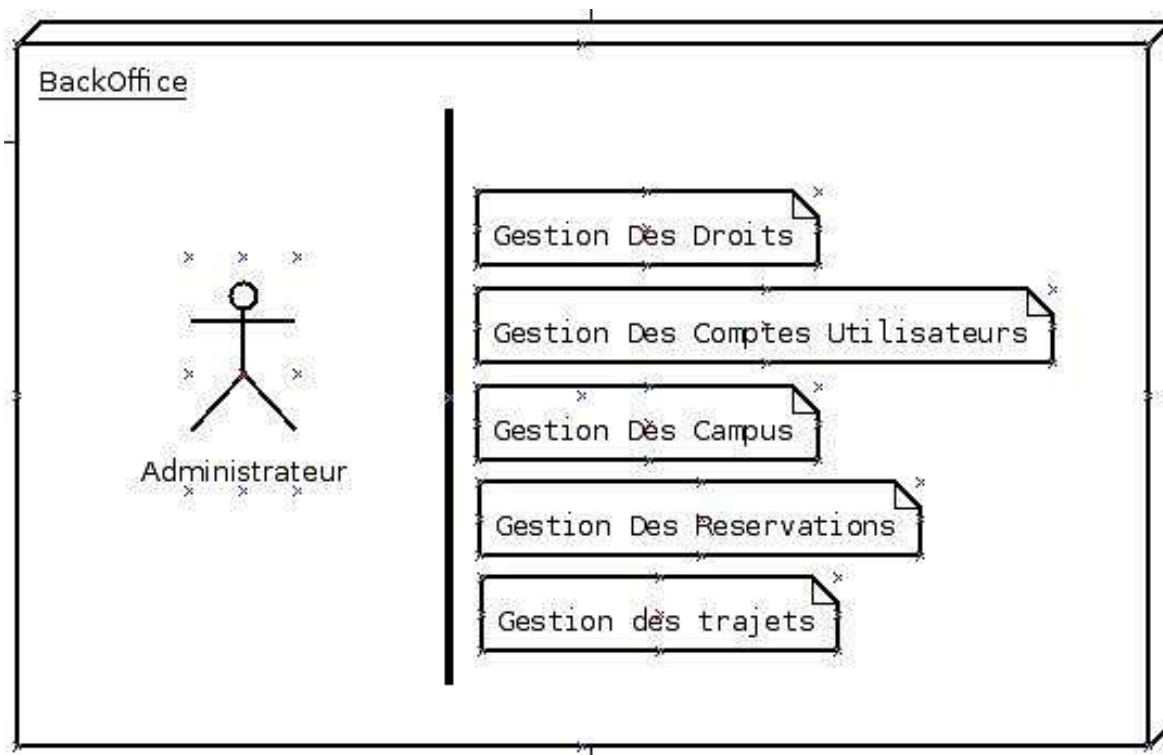 BackOffice
Administrateur
Gestion Des Droits
Gestion Des Comptes Utilisateurs
Gestion Des Campus
Gestion Des Reservations
Gestion des trajets